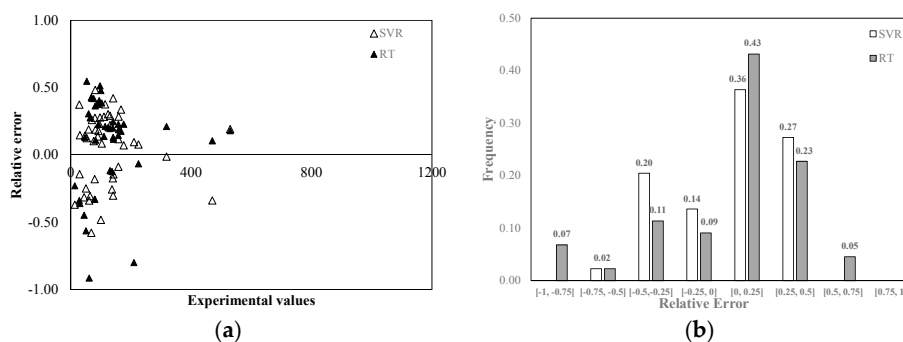 1.00
0.50
0.00
-0.50
-1.00
Relative error
0 400 800 1200
Experimental values
SVR
RT
(a)
0.50
0.40
0.30
0.20
0.10
0.00
Frequency
SVR
RT
0.07
0.02
0.20
0.11
0.14
0.09
0.36
0.43
0.27
0.23
0.05
[-1, -0.75] [-0.75, -0.5] [-0.5, -0.25] [-0.25, 0] [0, 0.25] [0.25, 0.5] [0.5, 0.75] [0.75, 1
Relative Error
(b)